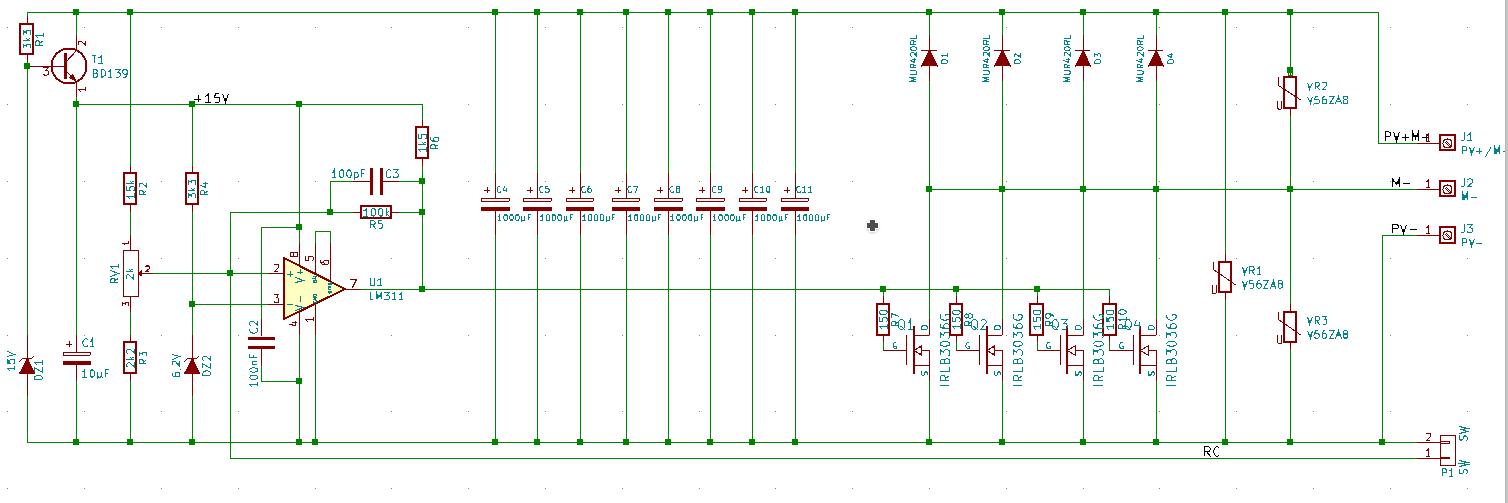 3k3
R1
2
T1
BD139
3
1
+15V
15k
R2
3k3
R4
100pF C3
100k
R5
1k5
R6
RV1
2k
1
2
3
8
5
6
2
3
7
4
1
+
-
V+
V-
U1
LM311
C2
100nF
15V
DZ1
+ C1
10µF
2k2
R3
6.2V
DZ2
+ C4
1000µF
+ C5
1000µF
+ C6
1000µF
+ C7
1000µF
+ C8
1000µF
+ C9
1000µF
+ C10
1000µF
+ C11
1000µF
MUR420RL
D1
MUR420RL
D2
MUR420RL
D3
MUR420RL
D4
150
R7
Q1
D
G
S
IRLB3036G
150
R8
Q2
D
G
S
IRLB3036G
150
R9
Q3
D
G
S
IRLB3036G
150
R10
Q4
D
G
S
IRLB3036G
VR2
V56ZA8
U
VR1
V56ZA8
U
VR3
V56ZA8
U
PV+M+
1
J1
PV+/M+
M-
1
J2
M-
PV-
1
J3
PV-
RC
2
1
SW
SW
P1